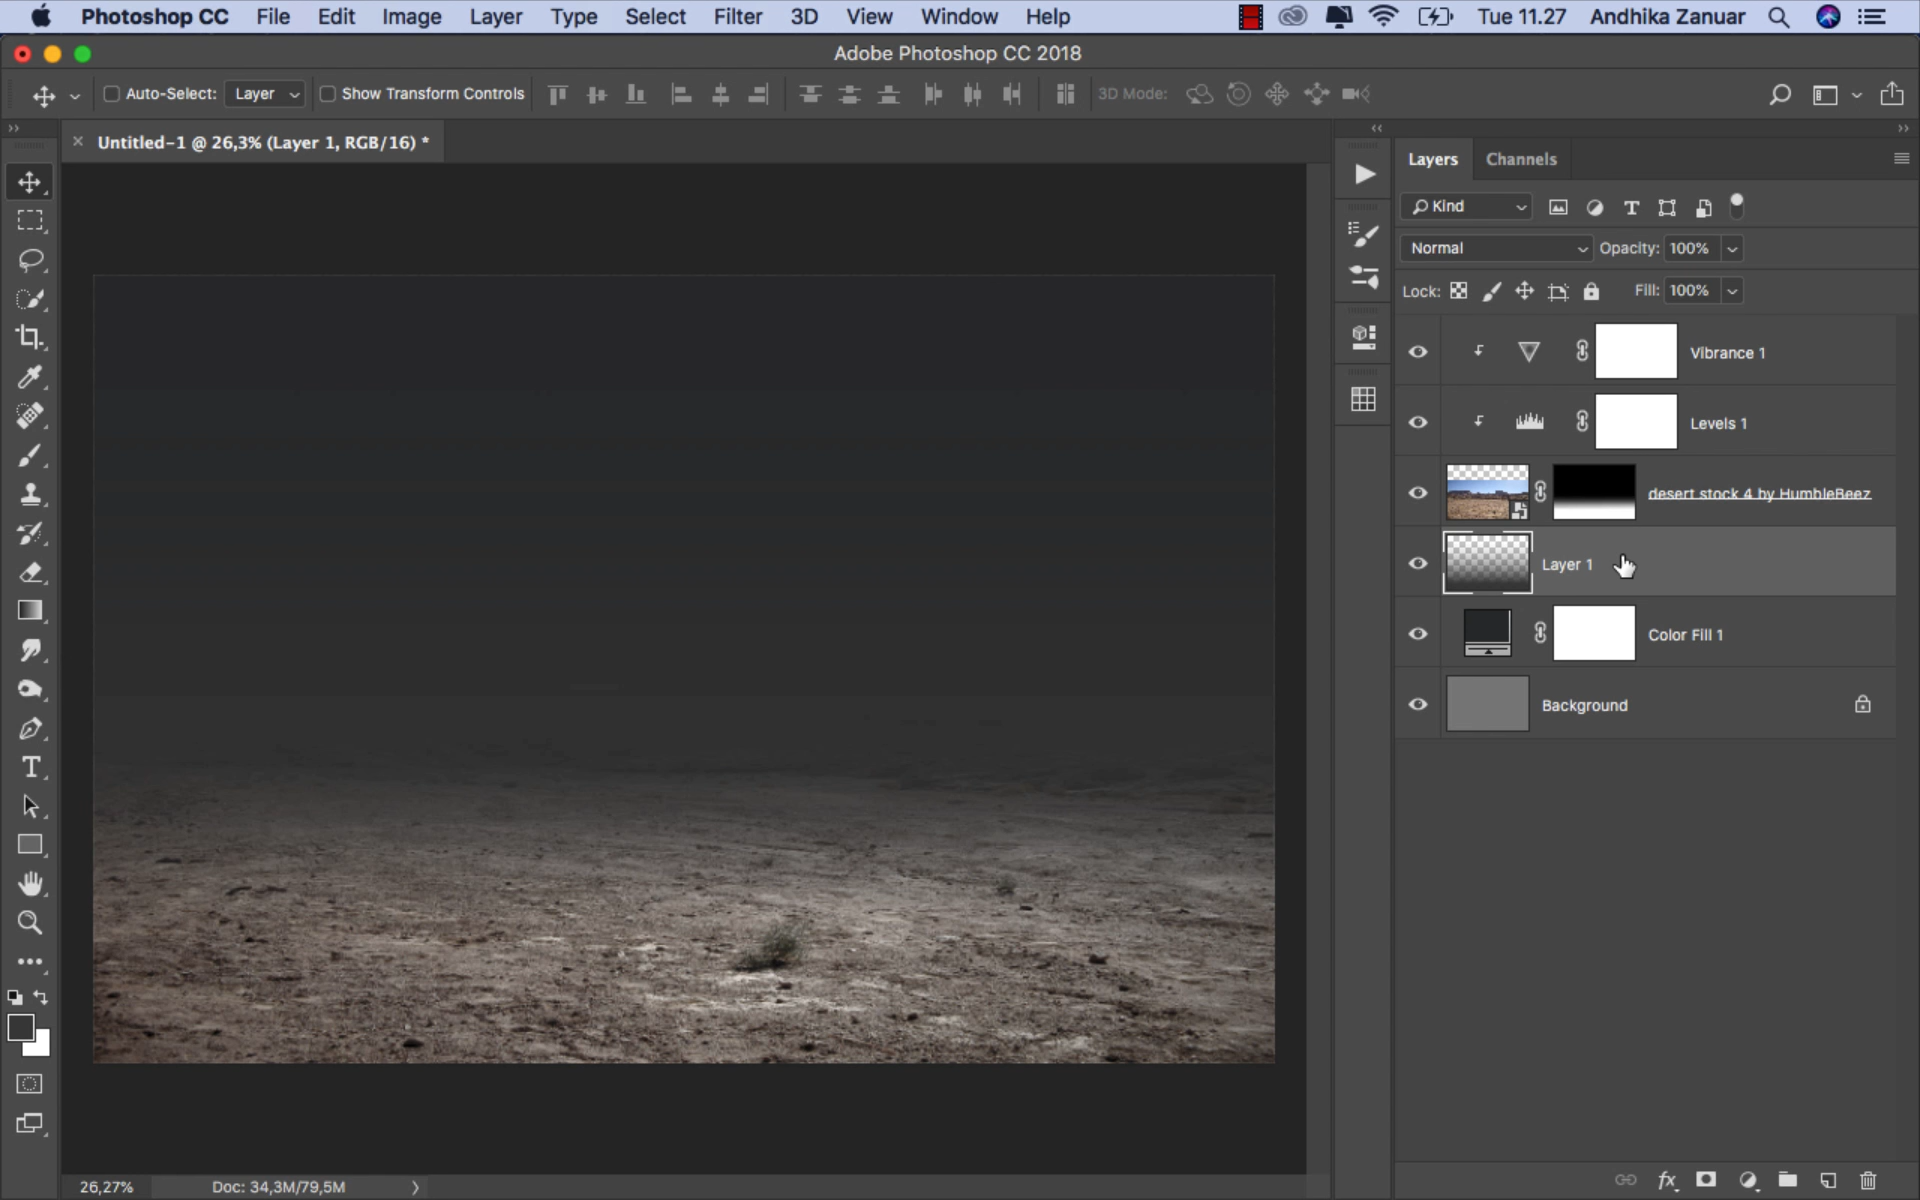 Photoshop CC File Edit Image Layer Type Select Filter 3D View Window Help Tue 11.27 Andhika Zanuar
Adobe Photoshop CC 2018
Auto-Select: Layer Show Transform Controls 3D Mode:
Untitled-1 @ 26,3% (Layer 1, RGB/16) *
Layers Channels
Kind
Normal Opacity: 100%
Lock: Fill: 100%
Vibrance 1
Levels 1
desert stock 4 by HumbleBeez
Layer 1
Color Fill 1
Background
26,27% Doc: 34,3M/79,5M